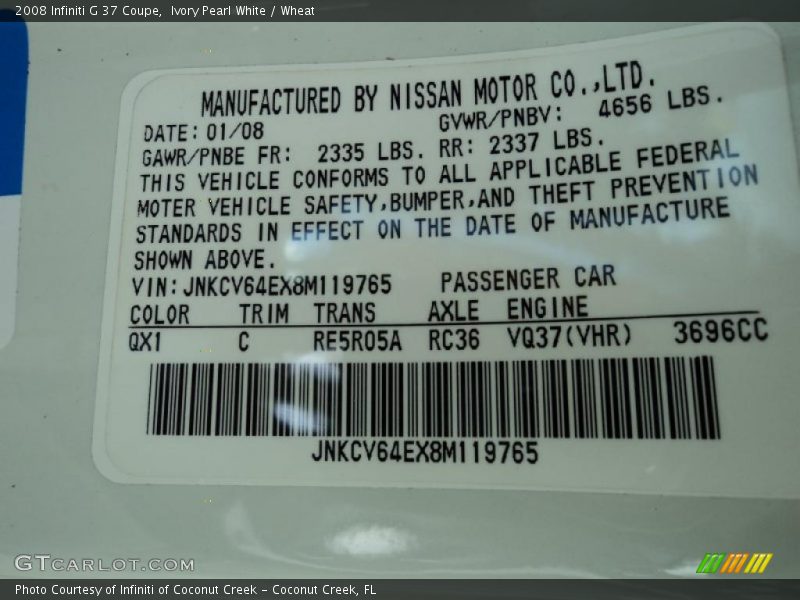 2008 Infiniti G 37 Coupe,  Ivory Pearl White / Wheat
MANUFACTURED BY NISSAN MOTOR CO.,LTD.
DATE: 01/08 GVWR/PNBV: 4656 LBS.
GAWR/PNBE FR: 2335 LBS. RR: 2337 LBS.
THIS VEHICLE CONFORMS TO ALL APPLICABLE FEDERAL
MOTER VEHICLE SAFETY,BUMPER,AND THEFT PREVENTION
STANDARDS IN EFFECT ON THE DATE OF MANUFACTURE
SHOWN ABOVE.
VIN: JNKCV64EX8M119765 PASSENGER CAR
COLOR TRIM TRANS AXLE ENGINE
QX1 C RE5R05A RC36 VQ37(VHR) 3696CC
JNKCV64EX8M119765
GTCARLOT.COM
Photo Courtesy of Infiniti of Coconut Creek – Coconut Creek, FL